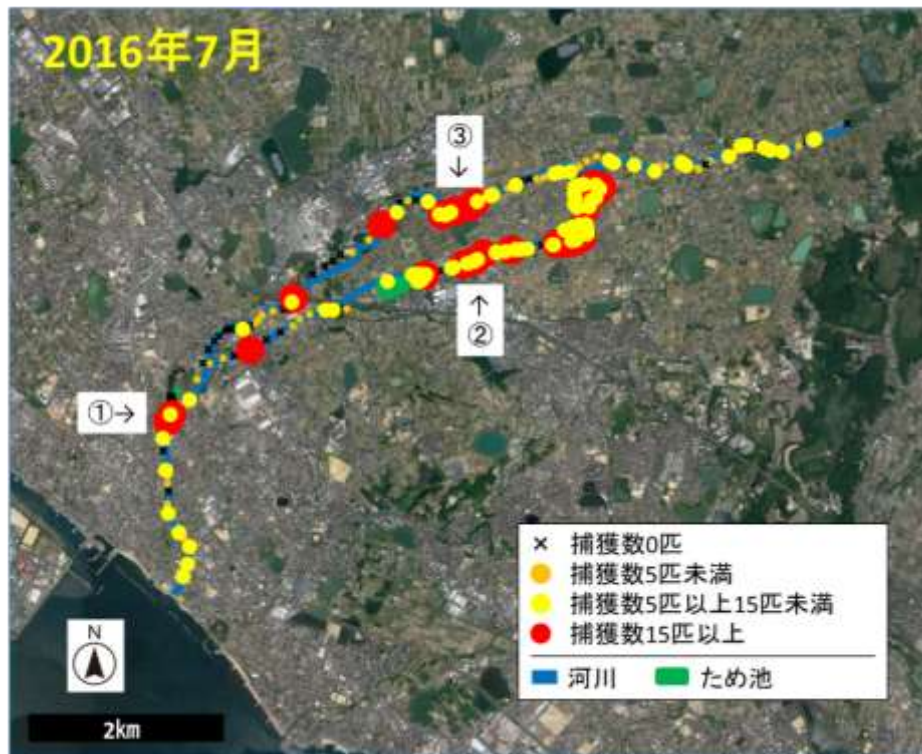 2016年7月
③
↓
↑
②
①→
× 捕獲数0匹
捕獲数5匹未満
捕獲数5匹以上15匹未満
捕獲数15匹以上
河川 ため池
N
2km